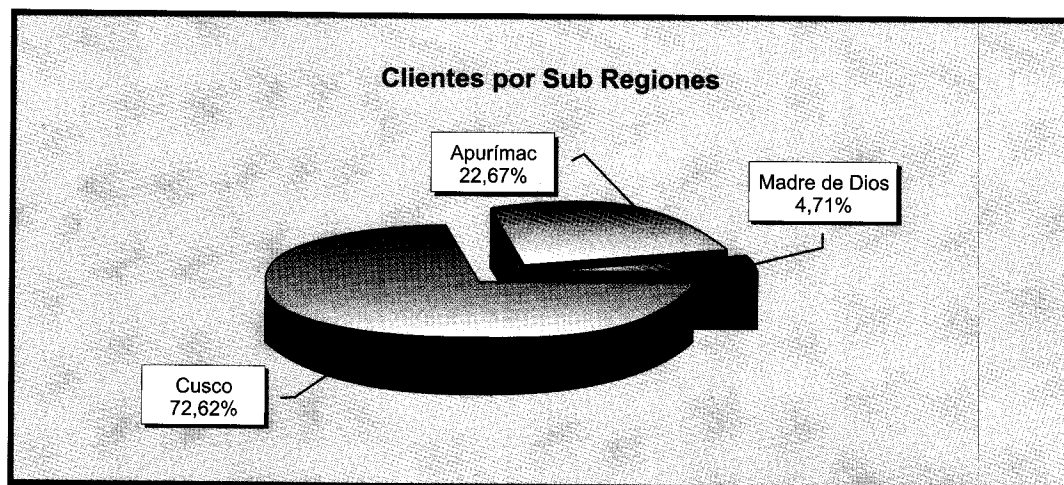 Clientes por Sub Regiones
Apurímac
22,67%
Madre de Dios
4,71%
Cusco
72,62%